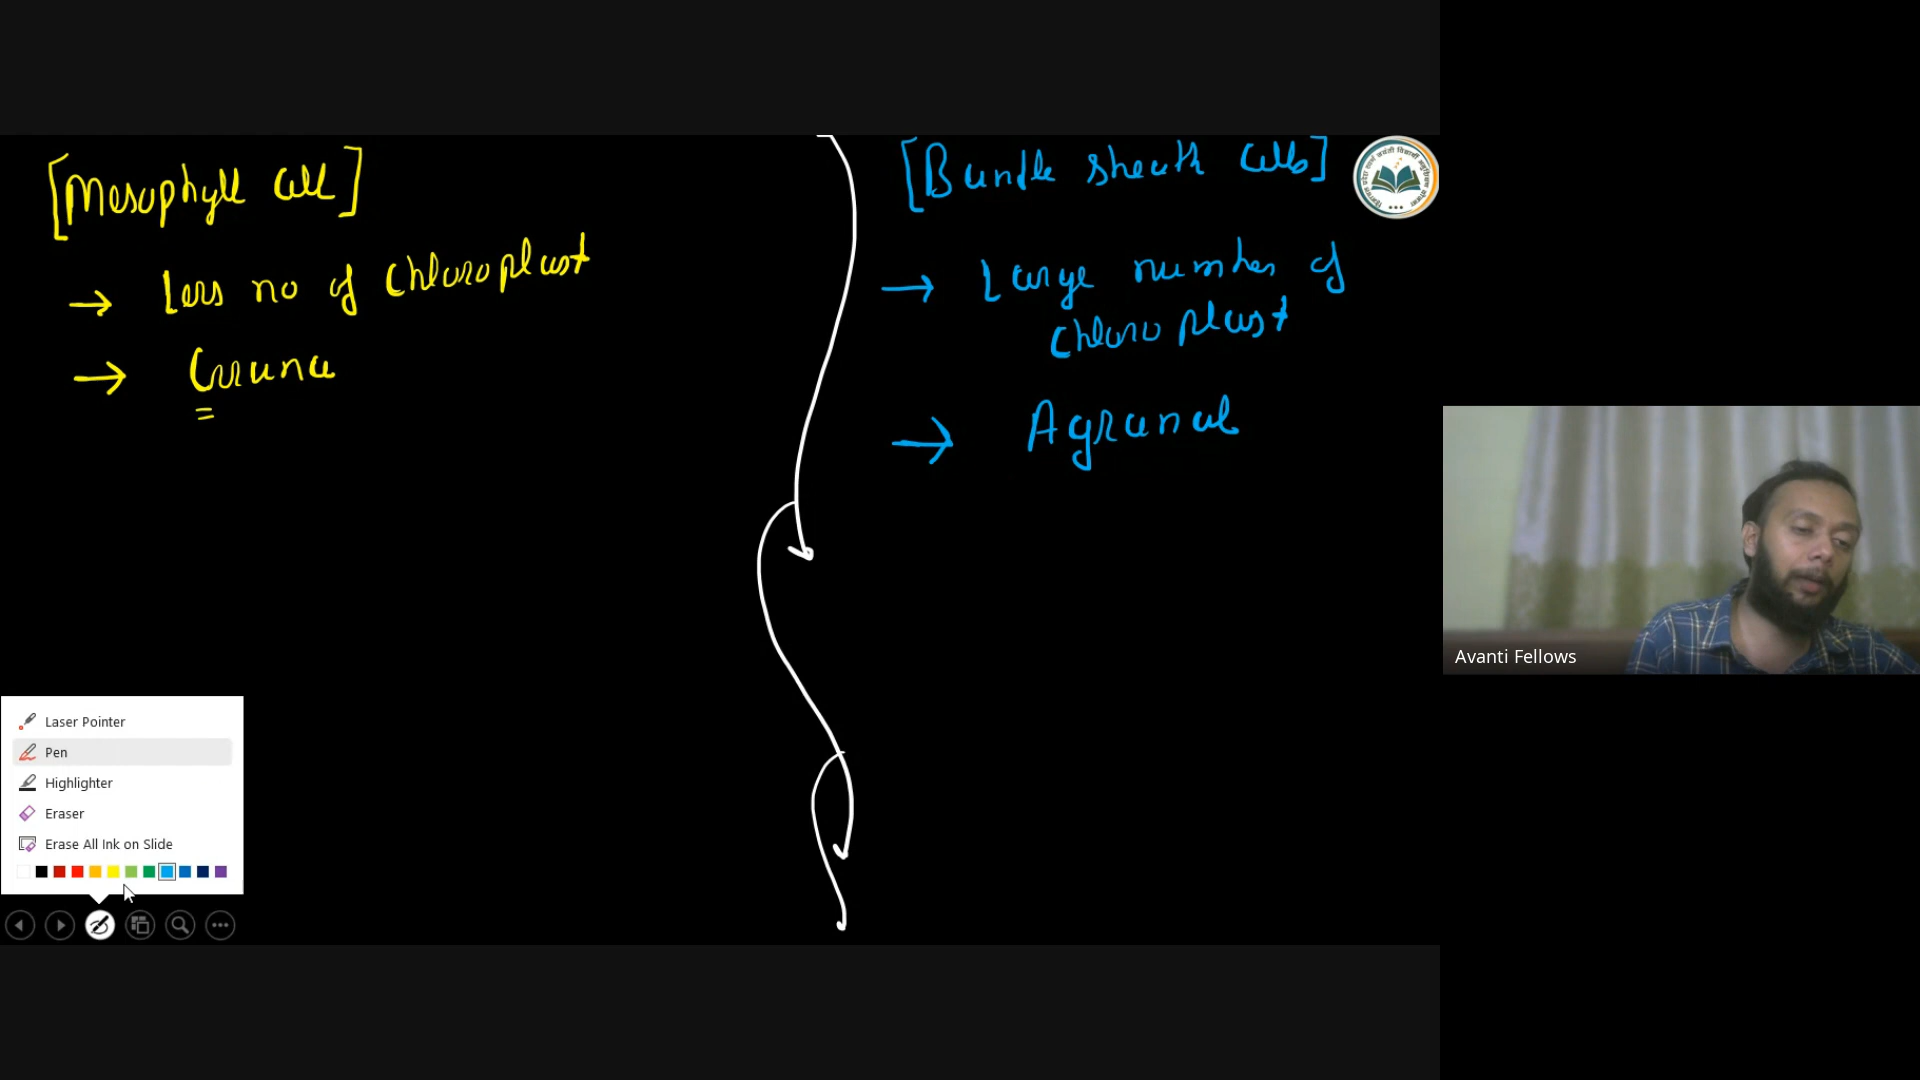 [Mesophyll cell]
→ Less no of chloroplast
→ Grana
[Bundle sheath cells]
→ Large number of
chloroplast
→ Agranal
Laser Pointer
Pen
Highlighter
Eraser
Erase All Ink on Slide
Avanti Fellows